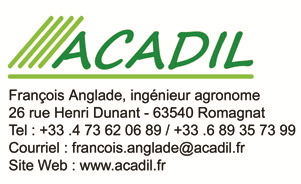 ACADIL
François Anglade, ingénieur agronome
26 rue Henri Dunant - 63540 Romagnat
Tel : +33 .4 73 62 06 89 / +33 .6 89 35 73 99
Courriel : francois.anglade@acadil.fr
Site Web : www.acadil.fr